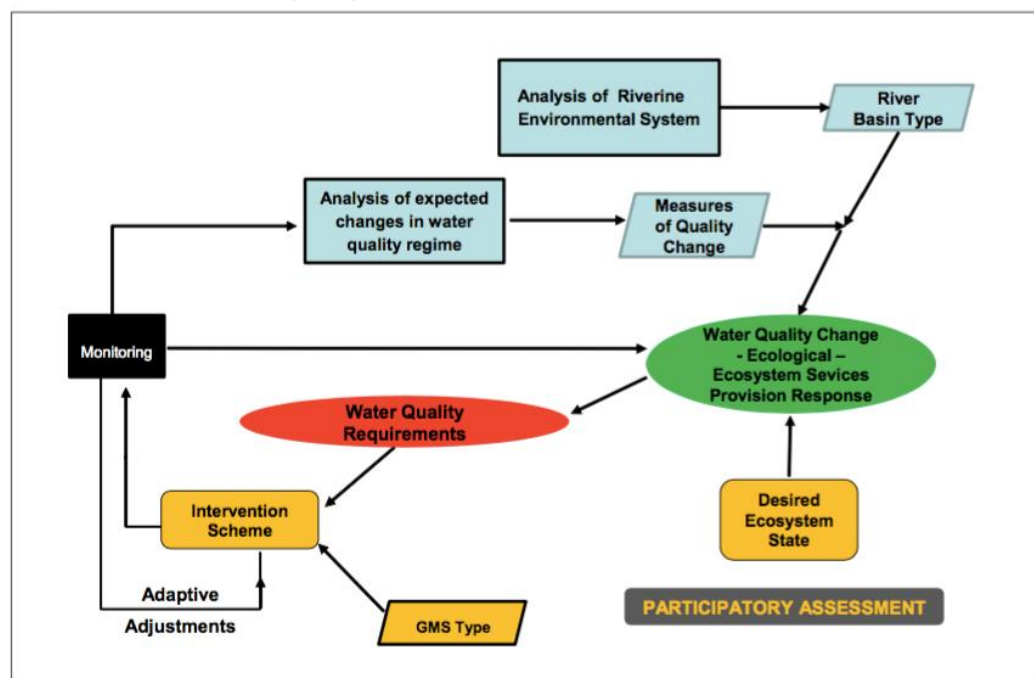 Analysis of Riverine
Environmental System
River
Basin Type
Analysis of expected
changes in water
quality regime
Measures
of Quality
Change
Monitoring
Water Quality Change
- Ecological –
Ecosystem Sevices
Provision Response
Water Quality
Requirements
Intervention
Scheme
Desired
Ecosystem
State
Adaptive
Adjustments
GMS Type
PARTICIPATORY ASSESSMENT